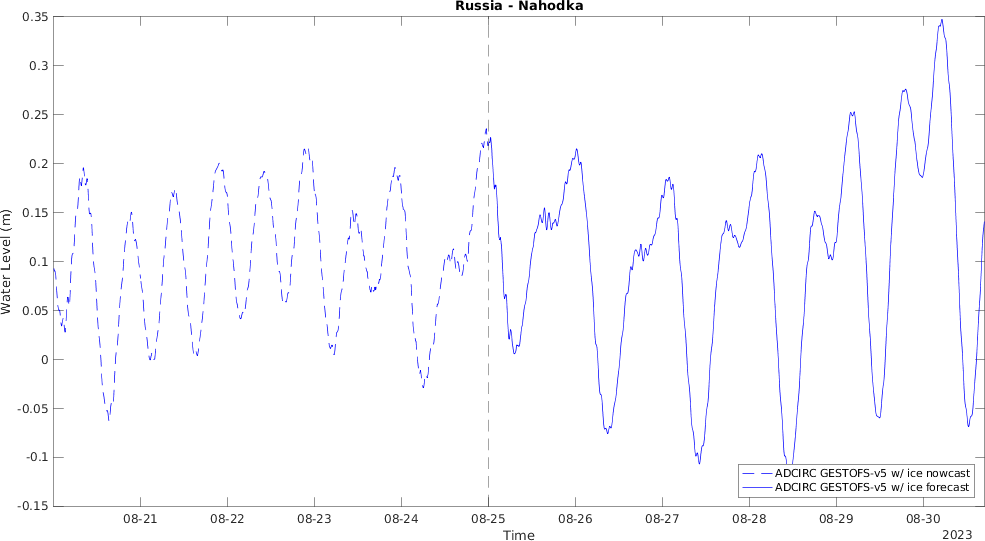 Russia - Nahodka
0.35
0.3
0.25
0.2
0.15
0.1
0.05
0
-0.05
-0.1
-0.15
Water Level (m)
ADCIRC GESTOFS-v5 w/ ice nowcast
ADCIRC GESTOFS-v5 w/ ice forecast
08-21 08-22 08-23 08-24 08-25 08-26 08-27 08-28 08-29 08-30
Time
2023